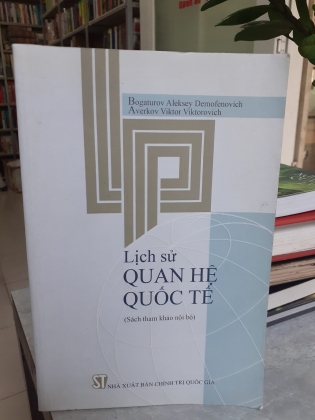 Bogaturov Aleksey Demofenovich
Averkov Viktor Viktorovich
Lịch sử
QUAN HỆ
QUỐC TẾ
(Sách tham khảo nội bộ)
ST NHÀ XUẤT BẢN CHÍNH TRỊ QUỐC GIA